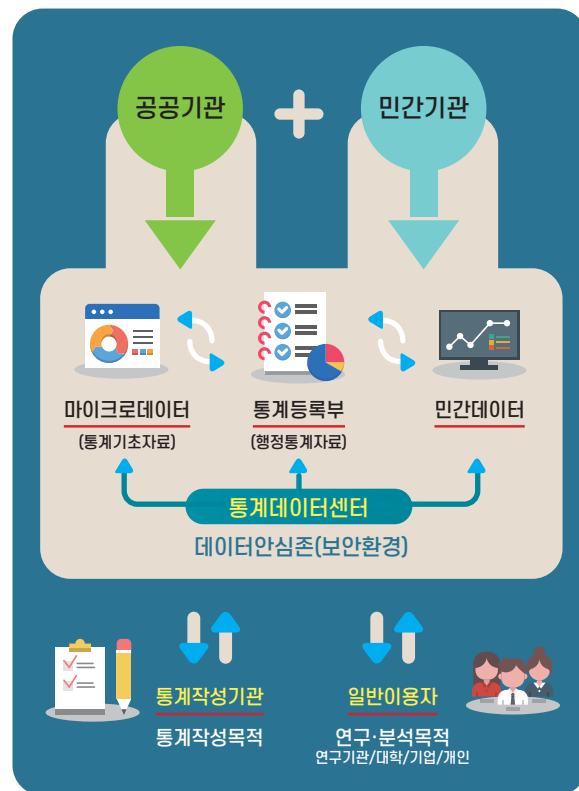 공공기관
민간기관
마이크로데이터
(통계기초자료)
통계등록부
(행정통계자료)
민간데이터
통계데이터센터
데이터안심존(보안환경)
통계작성기관
통계작성목적
일반이용자
연구·분석목적
연구기관/대학/기업/개인